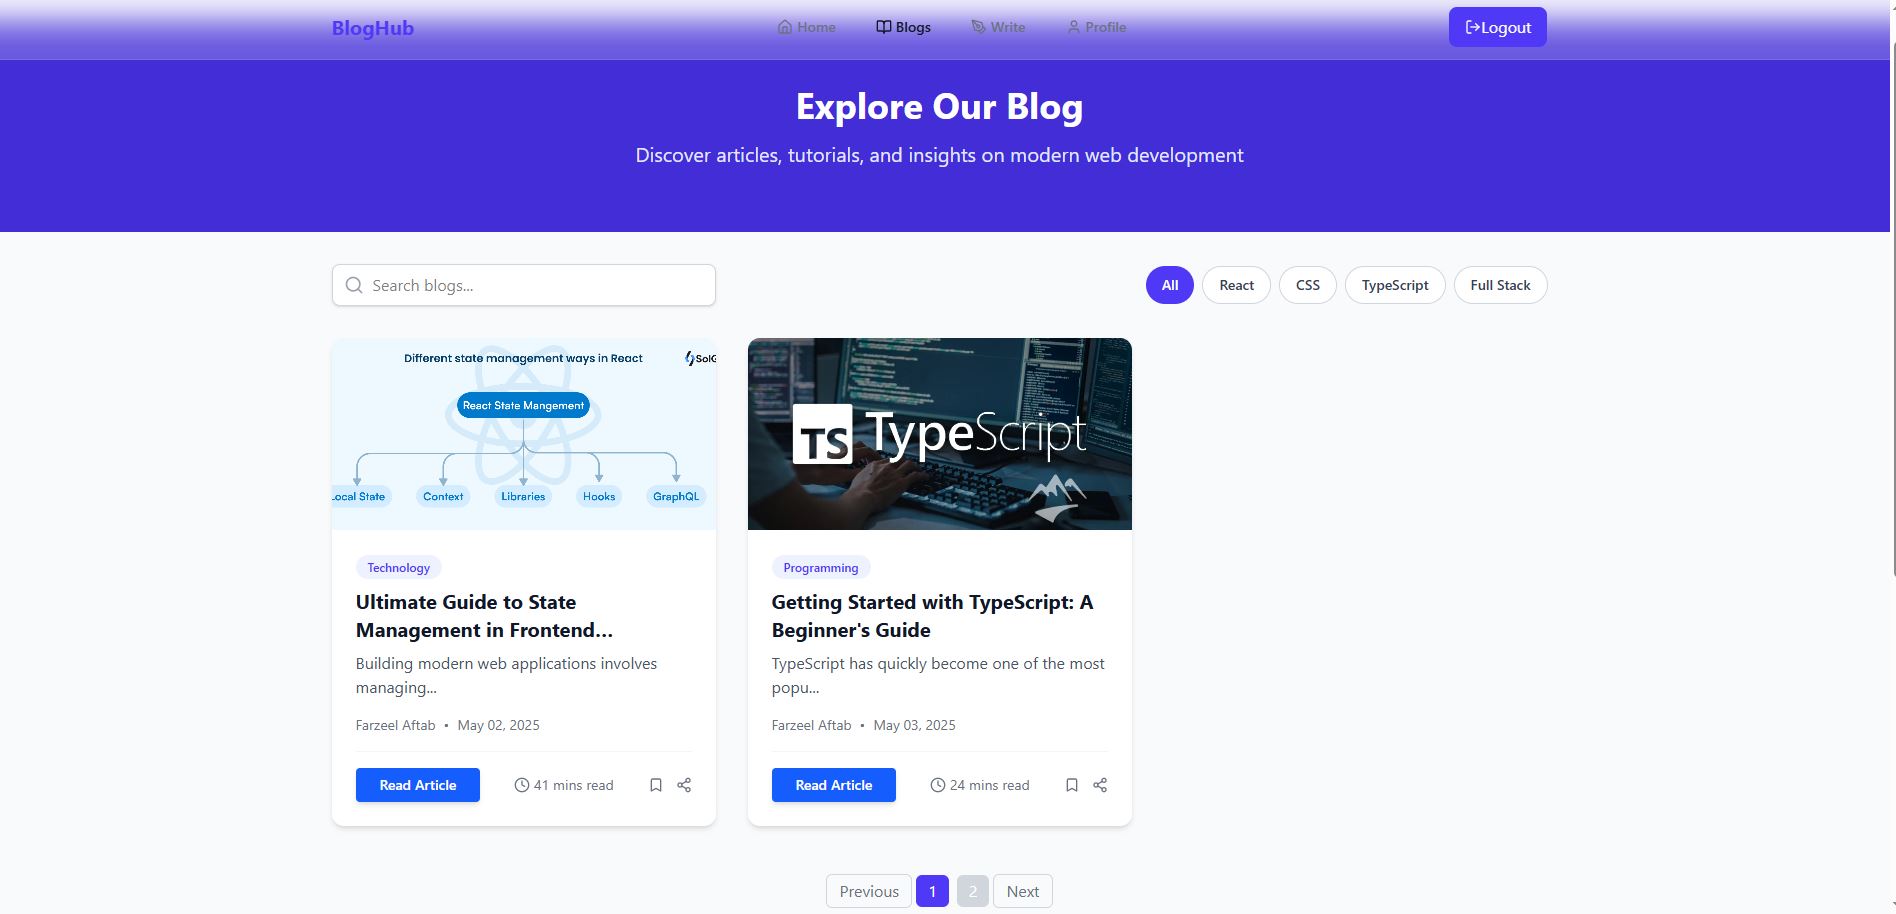 BlogHub
Home
Blogs
Write
Profile
Logout
Explore Our Blog
Discover articles, tutorials, and insights on modern web development
Search blogs...
All
React
CSS
TypeScript
Full Stack
Different state management ways in React
SolG
React State Mangement
Local State
Context
Libraries
Hooks
GraphQL
TS TypeScript
Technology
Ultimate Guide to State
Management in Frontend...
Building modern web applications involves
managing...
Farzeel Aftab • May 02, 2025
Read Article
41 mins read
Programming
Getting Started with TypeScript: A
Beginner's Guide
TypeScript has quickly become one of the most
popu...
Farzeel Aftab • May 03, 2025
Read Article
24 mins read
Previous
1
2
Next